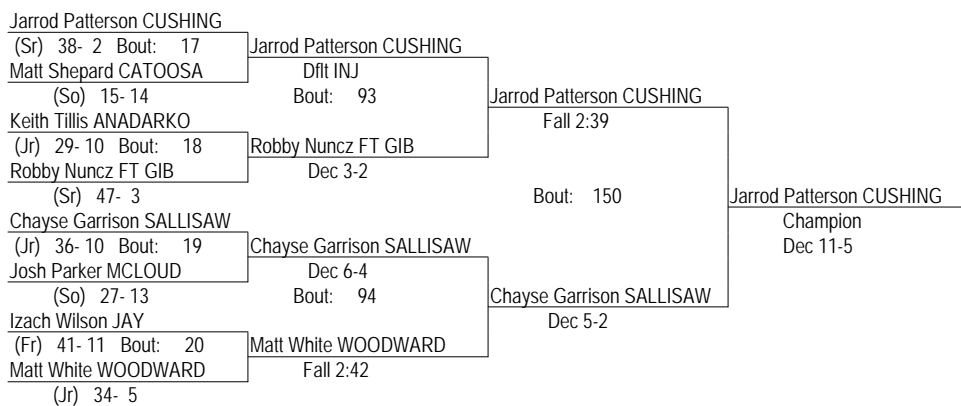 Jarrod Patterson CUSHING
(Sr) 38- 2 Bout: 17
Jarrod Patterson CUSHING
Matt Shepard CATOOSA
Dflt INJ
(So) 15- 14
Bout: 93
Jarrod Patterson CUSHING
Keith Tillis ANADARKO
Fall 2:39
(Jr) 29- 10 Bout: 18
Robby Nuncz FT GIB
Robby Nuncz FT GIB
Dec 3-2
(Sr) 47- 3
Bout: 150
Jarrod Patterson CUSHING
Chayse Garrison SALLISAW
Champion
(Jr) 36- 10 Bout: 19
Chayse Garrison SALLISAW
Dec 11-5
Josh Parker MCLOUD
Dec 6-4
(So) 27- 13
Bout: 94
Chayse Garrison SALLISAW
Izach Wilson JAY
Dec 5-2
(Fr) 41- 11 Bout: 20
Matt White WOODWARD
Matt White WOODWARD
Fall 2:42
(Jr) 34- 5